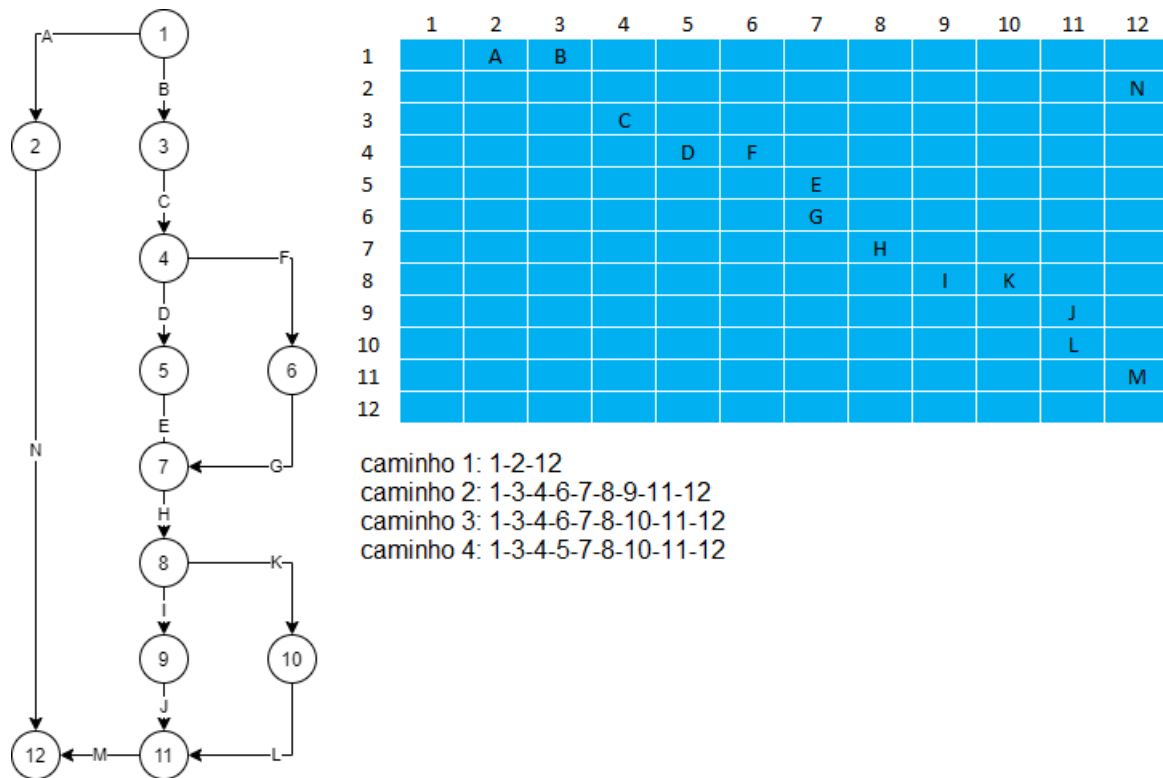 1
A
B
2
3
C
4
F
D
5
6
E
N
7
G
H
8
K
I
9
10
J
12
M
11
L
1 2 3 4 5 6 7 8 9 10 11 12
1 A B
2 N
3 C
4 D F
5 E
6 G
7 H
8 I K
9 J
10 L
11 M
12
caminho 1: 1-2-12
caminho 2: 1-3-4-6-7-8-9-11-12
caminho 3: 1-3-4-6-7-8-10-11-12
caminho 4: 1-3-4-5-7-8-10-11-12